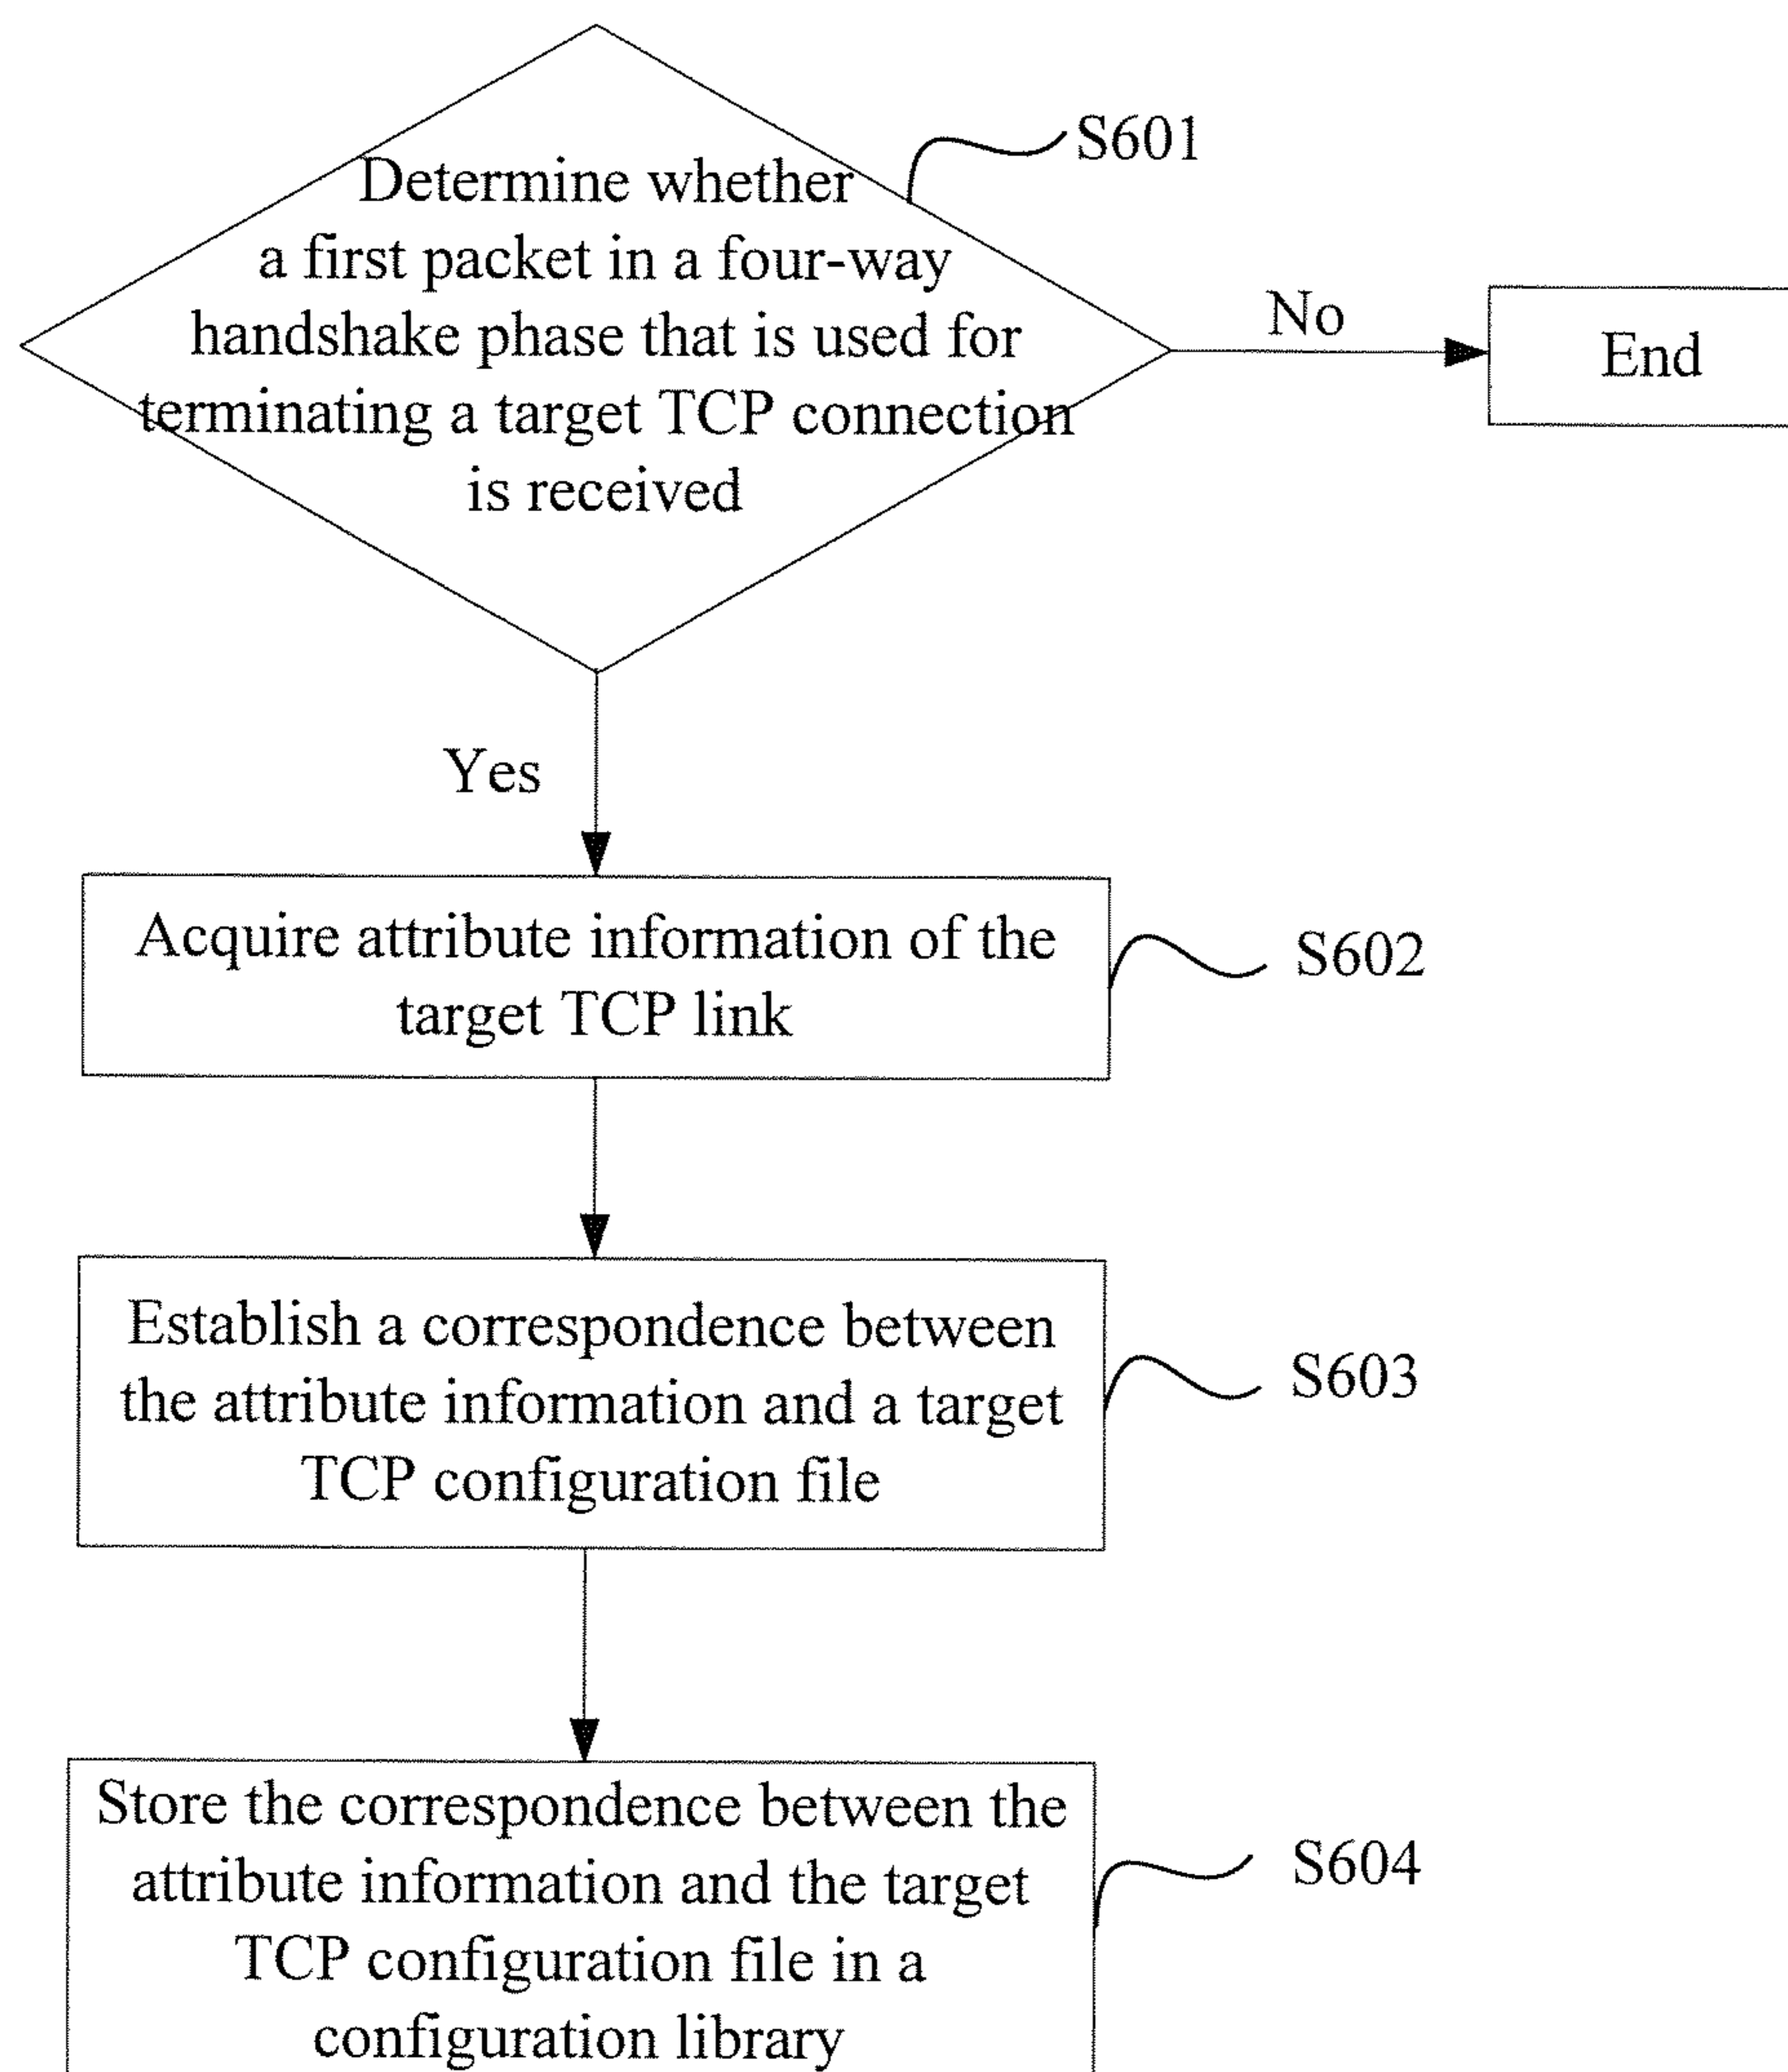 Determine whether
a first packet in a four-way
handshake phase that is used for
terminating a target TCP connection
is received
S601
No
End
Yes
Acquire attribute information of the
target TCP link
S602
Establish a correspondence between
the attribute information and a target
TCP configuration file
S603
Store the correspondence between the
attribute information and the target
TCP configuration file in a
configuration library
S604